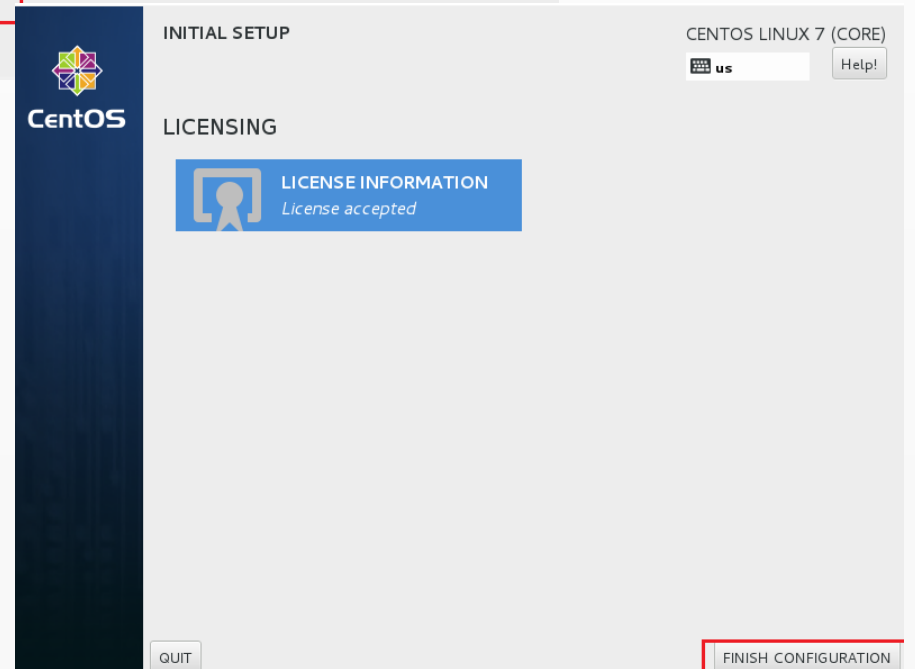 INITIAL SETUP
CENTOS LINUX 7 (CORE)
us
Help!
CentOS
LICENSING
LICENSE INFORMATION
License accepted
QUIT
FINISH CONFIGURATION